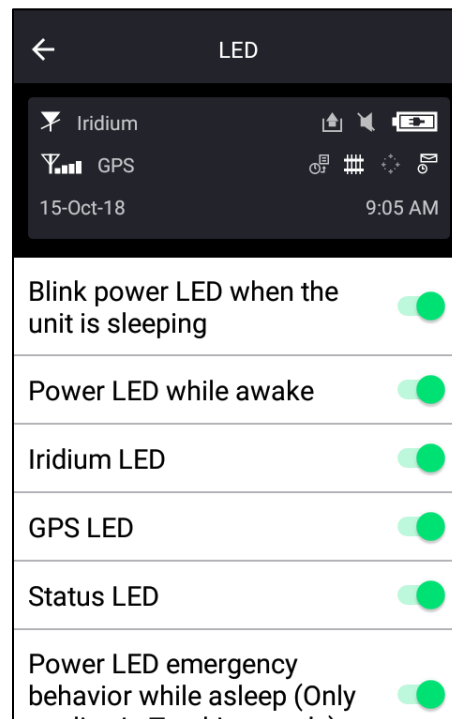 LED
Iridium
GPS
15-Oct-18 9:05 AM
Blink power LED when the
unit is sleeping
Power LED while awake
Iridium LED
GPS LED
Status LED
Power LED emergency
behavior while asleep (Only